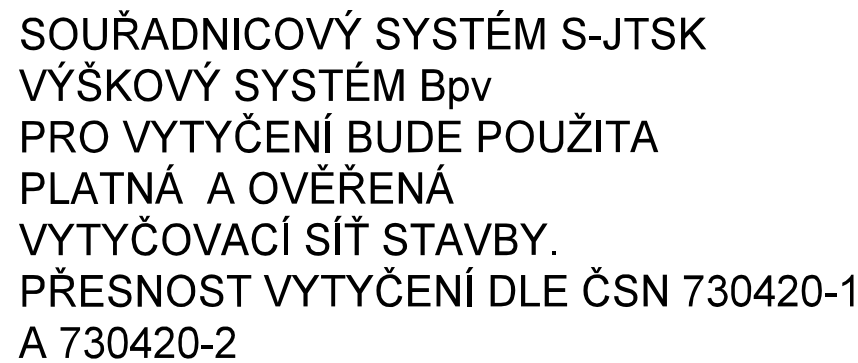 SOUŘADNICOVÝ SYSTÉM S-JTSK
VÝŠKOVÝ SYSTÉM Bpv
PRO VYTYČENÍ BUDE POUŽITA
PLATNÁ  A OVĚŘENÁ
VYTYČOVACÍ SÍŤ STAVBY.
PŘESNOST VYTYČENÍ DLE ČSN 730420-1
A 730420-2